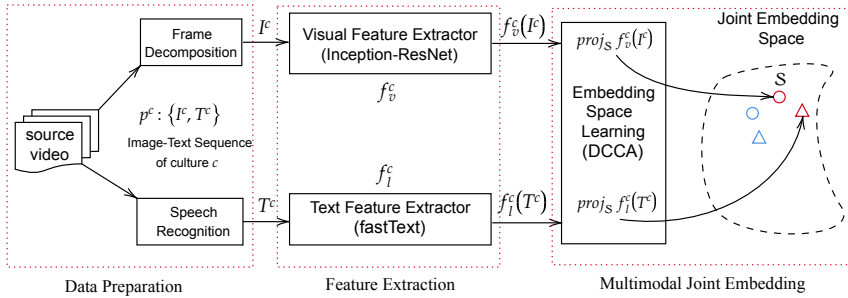 Frame
Decomposition
source
video
p^c : {I^c, T^c}
Image-Text Sequence
of culture c
Speech
Recognition
Data Preparation
I^c
T^c
Visual Feature Extractor
(Inception-ResNet)
f_v^c
f_l^c
Text Feature Extractor
(fastText)
Feature Extraction
f_v^c(I^c)
f_l^c(T^c)
proj_S f_v^c(I^c)
Embedding
Space
Learning
(DCCA)
proj_S f_l^c(T^c)
Joint Embedding
Space
S
Multimodal Joint Embedding